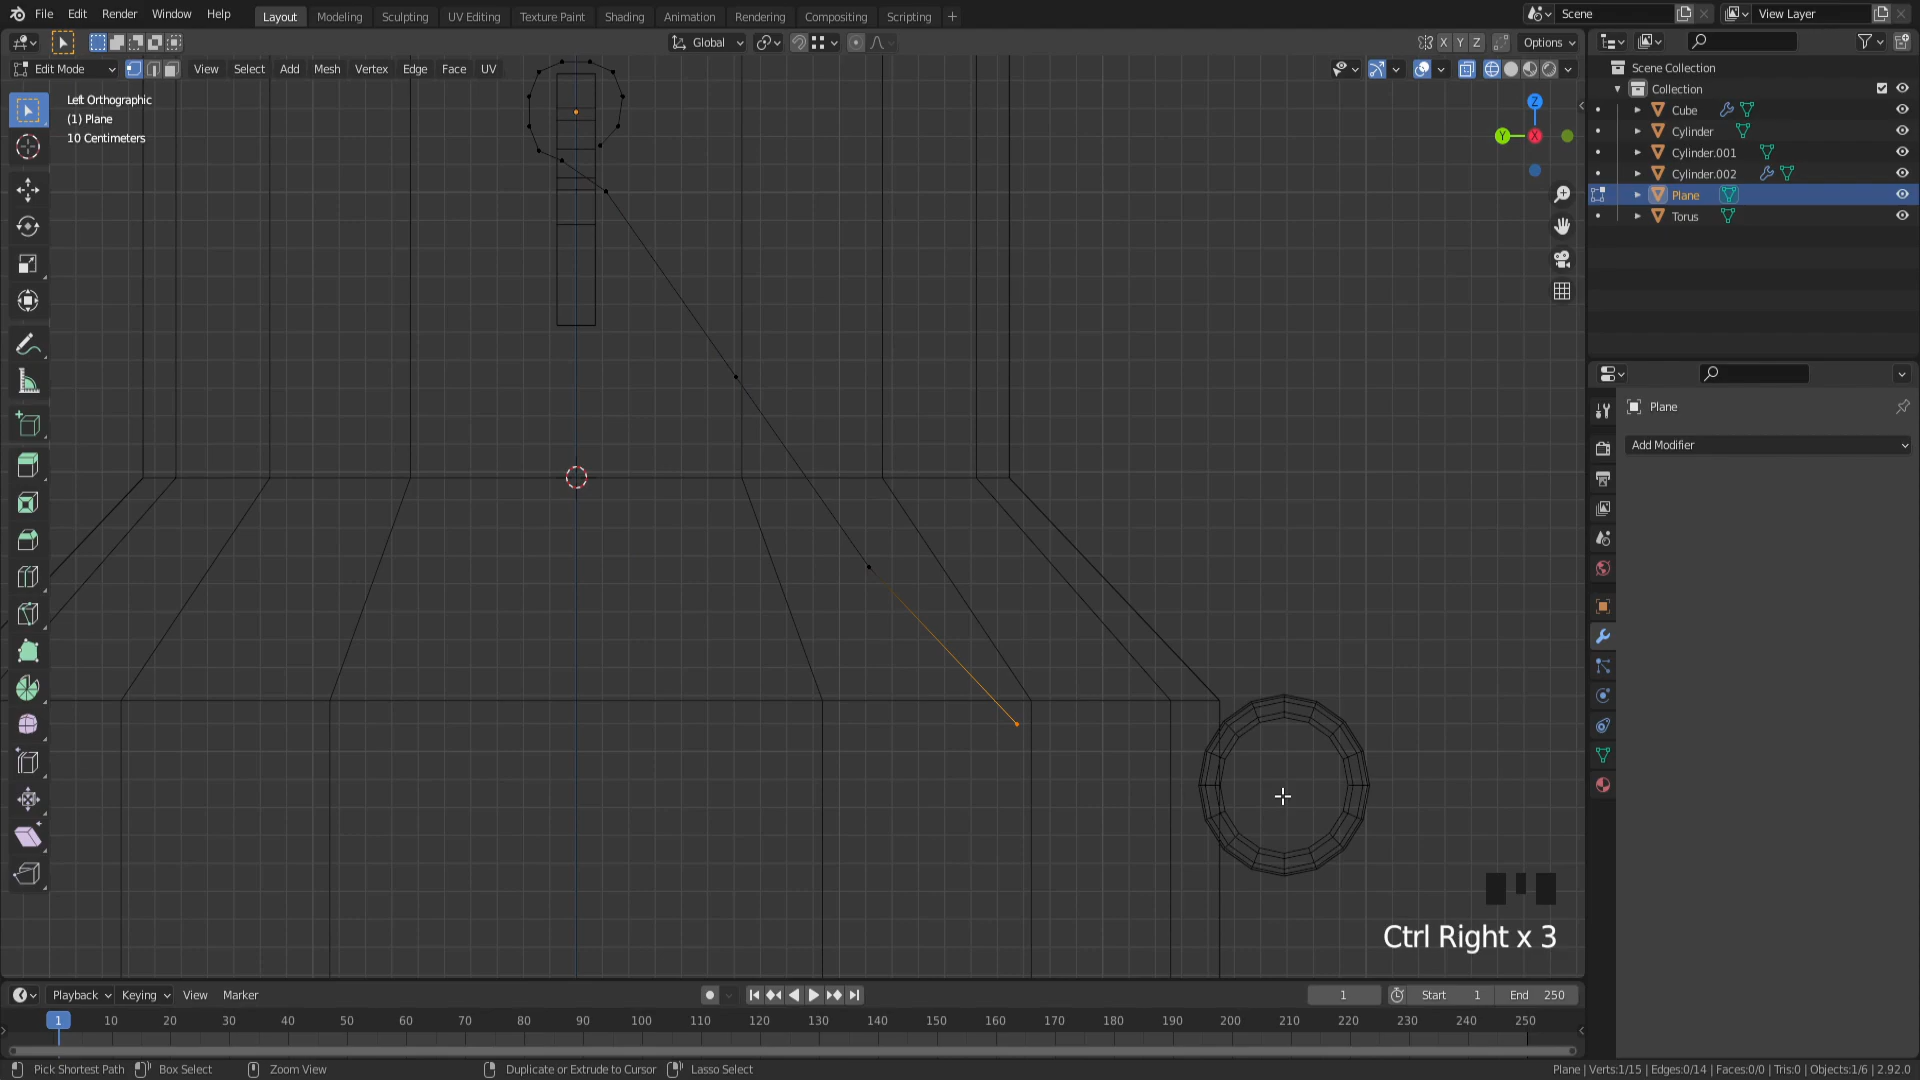 File Edit Render Window Help Layout Modeling Sculpting UV Editing Texture Paint Shading Animation Rendering Compositing Scripting + Scene View Layer
Global X Y Z Options
Edit Mode View Select Add Mesh Vertex Edge Face UV
Left Orthographic
(1) Plane
10 Centimeters
Z
Y X
Scene Collection
Collection
Cube
Cylinder
Cylinder.001
Cylinder.002
Plane
Torus
Plane
Add Modifier
Ctrl Right x 3
Playback Keying View Marker 1 Start 1 End 250
1 10 20 30 40 50 60 70 80 90 100 110 120 130 140 150 160 170 180 190 200 210 220 230 240 250
Pick Shortest Path Box Select Zoom View Duplicate or Extrude to Cursor Lasso Select Plane | Verts:1/15 | Edges:0/14 | Faces:0/0 | Tris:0 | Objects:1/6 | 2.92.0